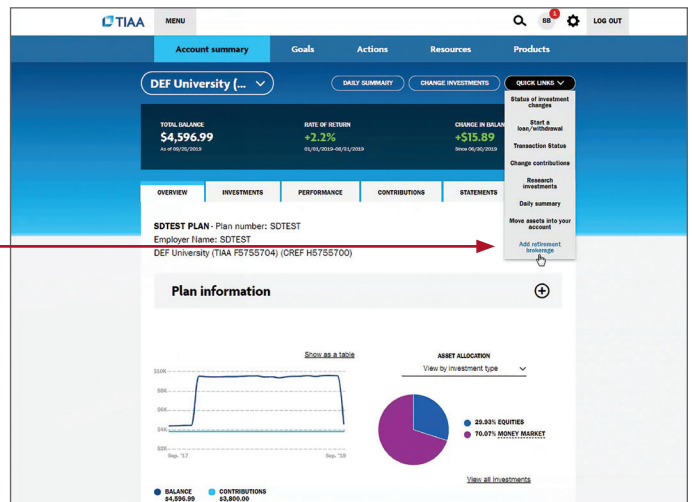 TIAA
MENU
BB
1
LOG OUT
Account summary
Goals
Actions
Resources
Products
DEF University (...
DAILY SUMMARY
CHANGE INVESTMENTS
QUICK LINKS
Status of investment
changes
Start a
loan/withdrawal
Transaction Status
Change contributions
Research
investments
Daily summary
Move assets into your
account
Add retirement
brokerage
TOTAL BALANCE
$4,596.99
As of 09/25/2019
RATE OF RETURN
+2.2%
01/01/2019-08/31/2019
CHANGE IN BALAN
+$15.89
Since 06/30/2019
OVERVIEW
INVESTMENTS
PERFORMANCE
CONTRIBUTIONS
STATEMENTS
SDTEST PLAN - Plan number: SDTEST
Employer Name: SDTEST
DEF University (TIAA F5755704) (CREF H5755700)
Plan information
Show as a table
$10K
$8K
$6K
$4K
$2K
Sep. '17
Sep. '19
BALANCE
$4,596.99
CONTRIBUTIONS
$3,800.00
ASSET ALLOCATION
View by investment type
29.93% EQUITIES
70.07% MONEY MARKET
View all investments